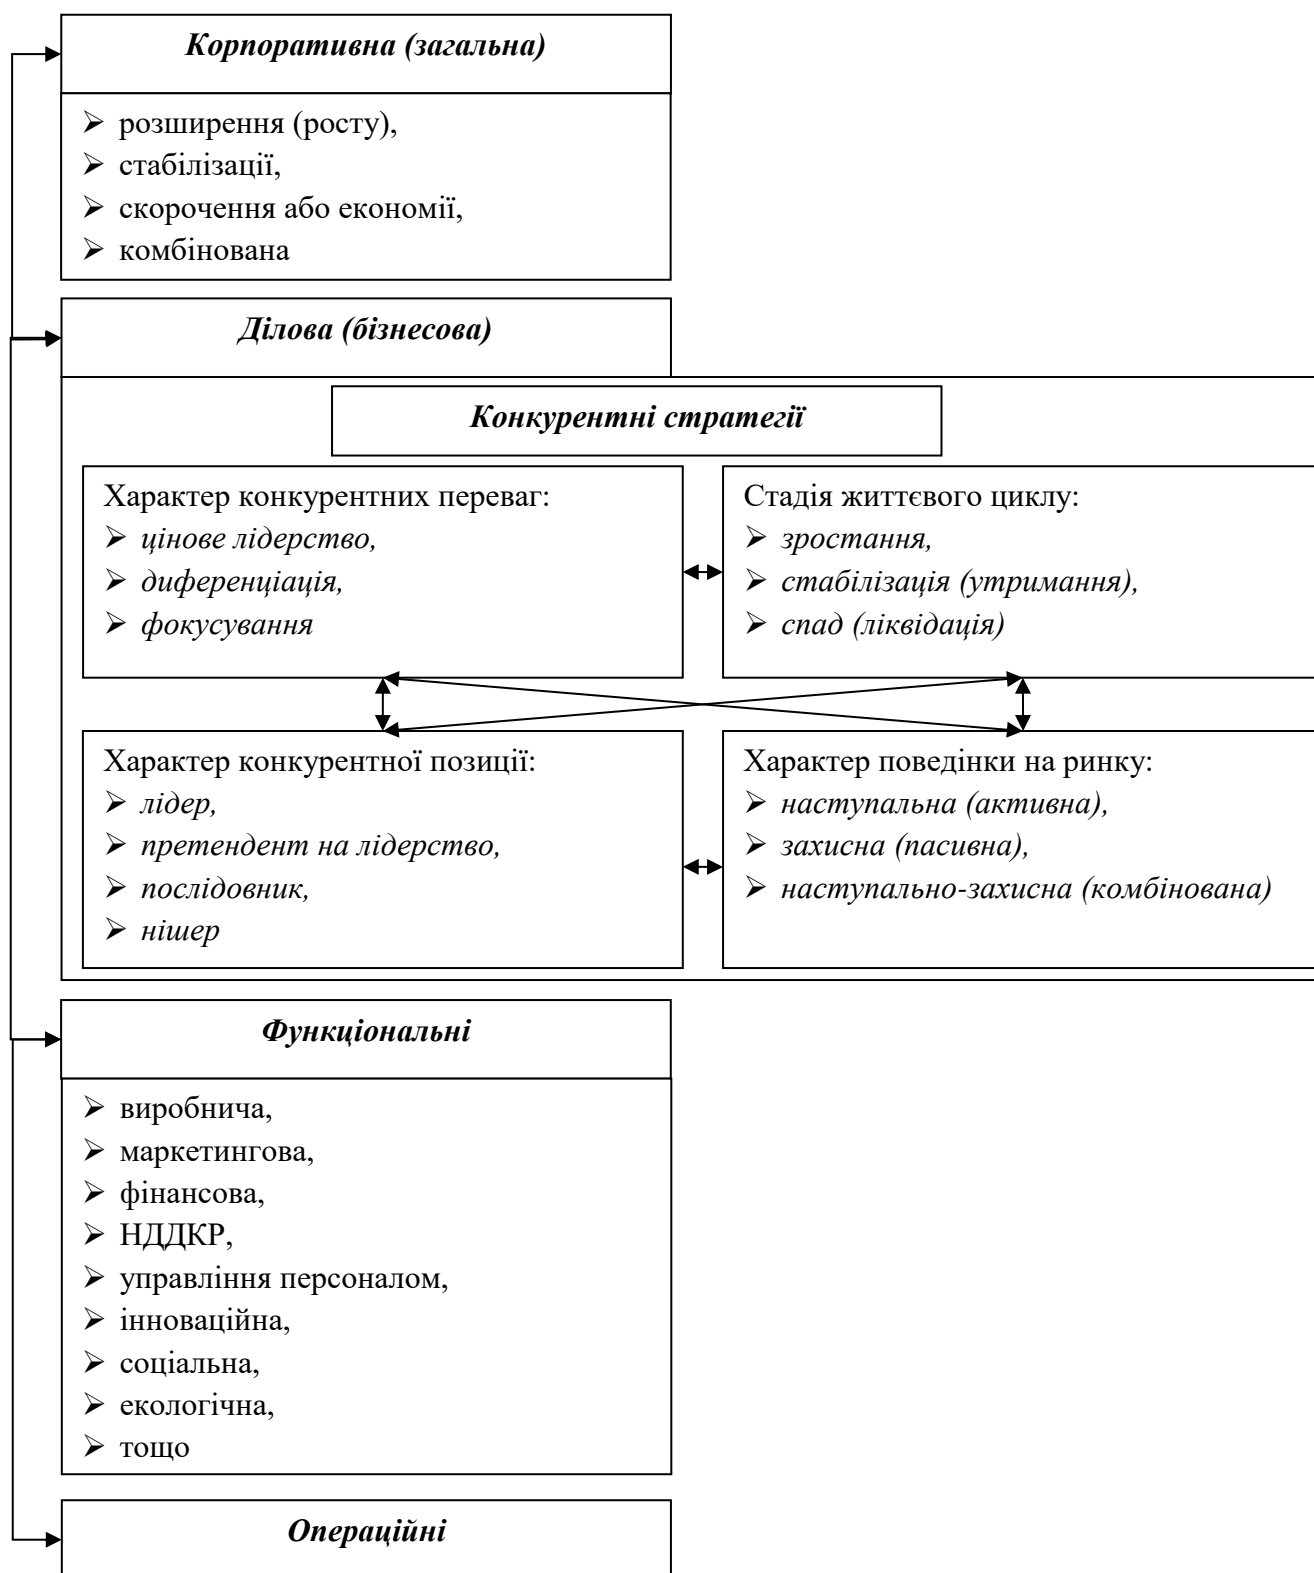 Корпоративна (загальна)
➢ розширення (росту),
➢ стабілізації,
➢ скорочення або економії,
➢ комбінована
Ділова (бізнесова)
Конкурентні стратегії
Характер конкурентних переваг:
➢ цінове лідерство,
➢ диференціація,
➢ фокусування
Стадія життєвого циклу:
➢ зростання,
➢ стабілізація (утримання),
➢ спад (ліквідація)
Характер конкурентної позиції:
➢ лідер,
➢ претендент на лідерство,
➢ послідовник,
➢ нішер
Характер поведінки на ринку:
➢ наступальна (активна),
➢ захисна (пасивна),
➢ наступально-захисна (комбінована)
Функціональні
➢ виробнича,
➢ маркетингова,
➢ фінансова,
➢ НДДКР,
➢ управління персоналом,
➢ інноваційна,
➢ соціальна,
➢ екологічна,
➢ тощо
Операційні